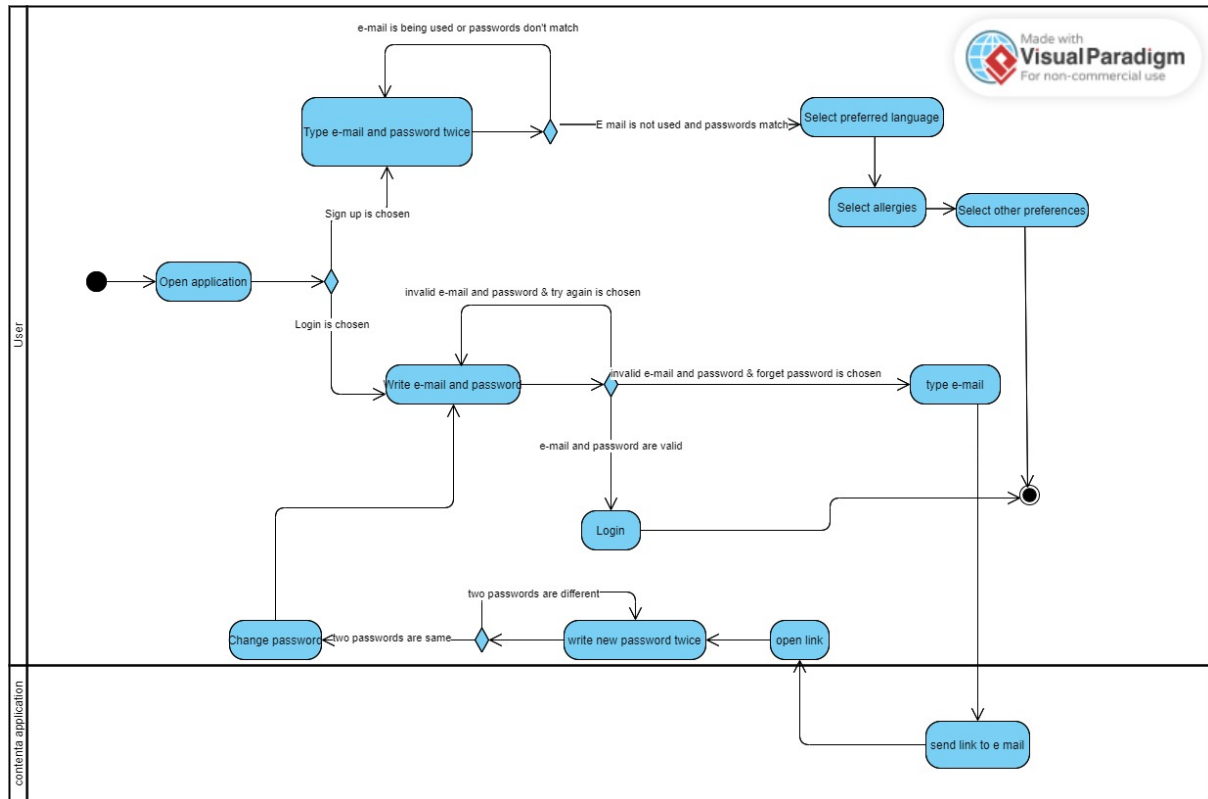 e-mail is being used or passwords don't match
Made with
Visual Paradigm
For non-commercial use
Type e-mail and password twice
E mail is not used and passwords match
Select preferred language
Sign up is chosen
Select allergies
Select other preferences
Open application
invalid e-mail and password & try again is chosen
Login is chosen
User
Write e-mail and password
invalid e-mail and password & forget password is chosen
type e-mail
e-mail and password are valid
Login
two passwords are different
Change password
two passwords are same
write new password twice
open link
contenta application
send link to e mail